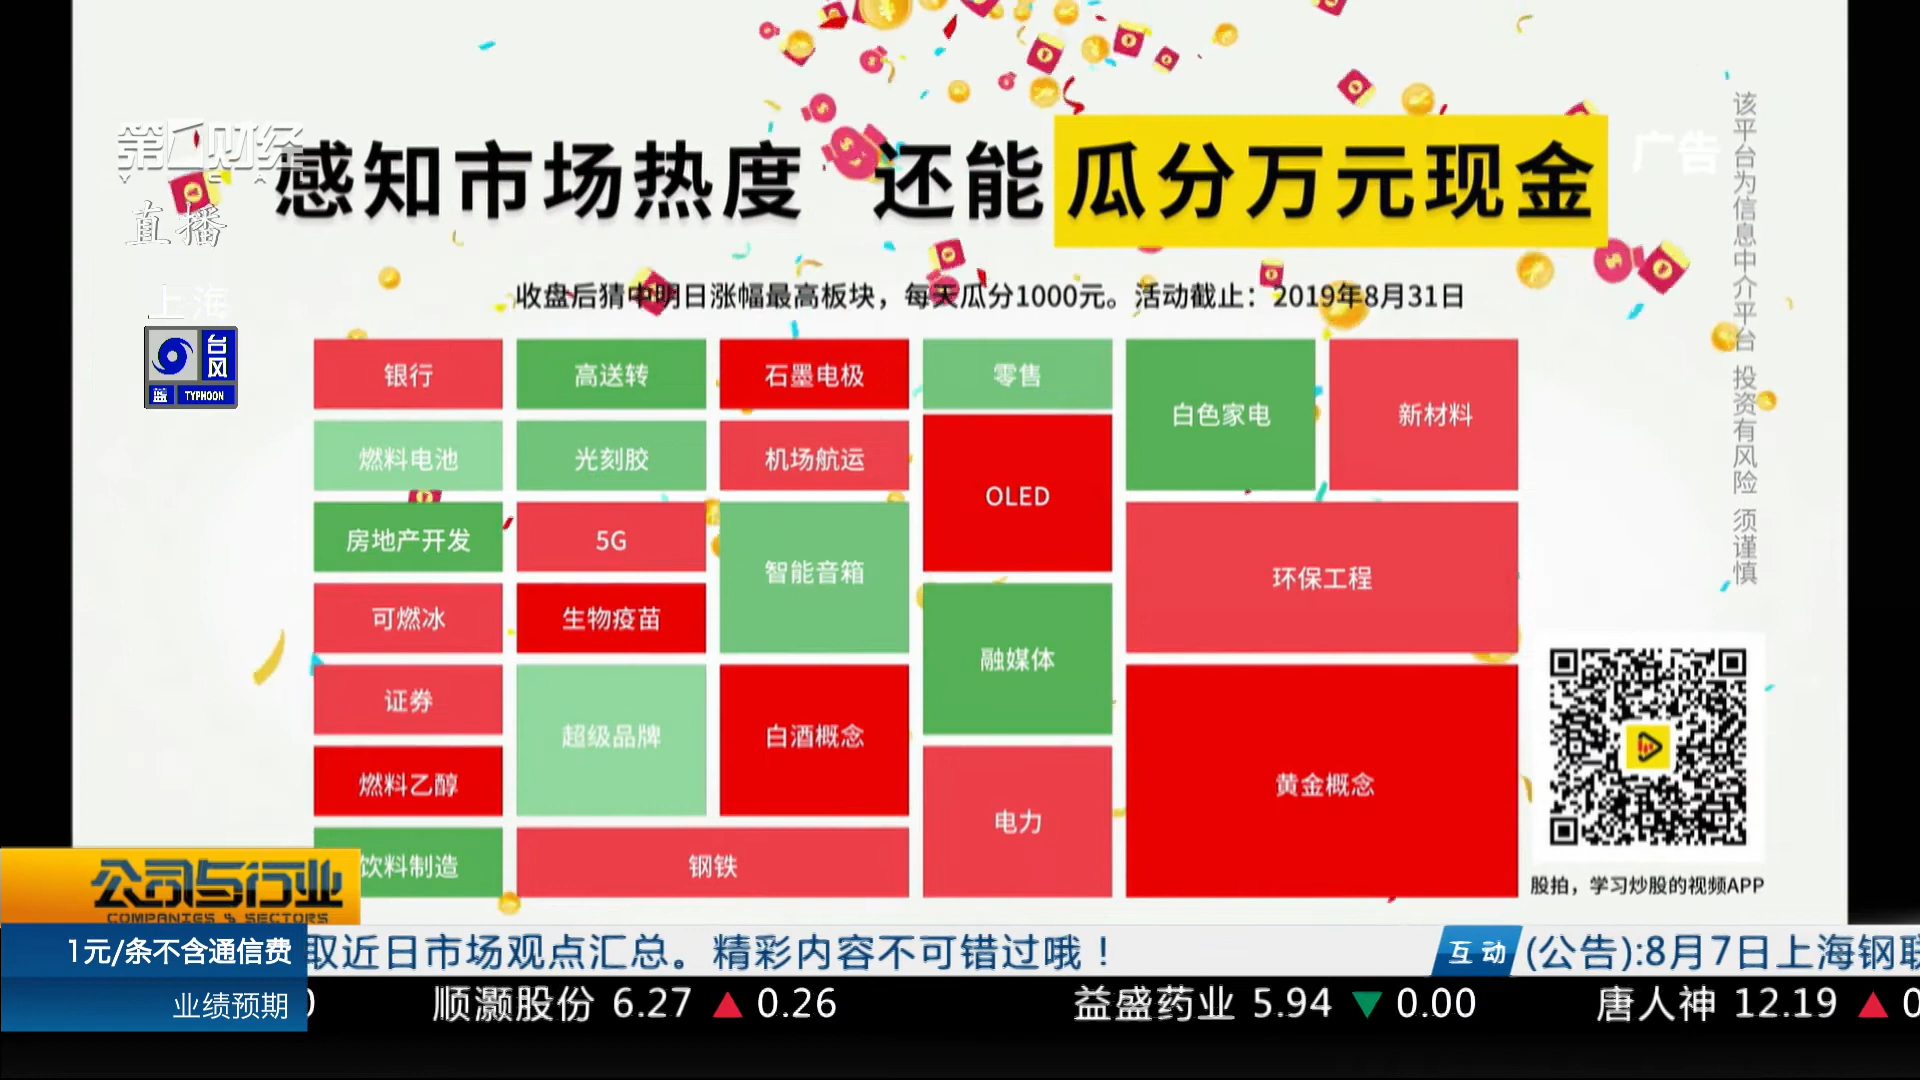 第一财经
YICAI
直播
上海
台风
蓝
TYPHOON
感知市场热度 还能瓜分万元现金
广告
收盘后猜中明日涨幅最高板块，每天瓜分1000元。活动截止：2019年8月31日
该平台为信息中介平台 投资有风险 须谨慎
银行
高送转
石墨电极
零售
白色家电
新材料
燃料电池
光刻胶
机场航运
OLED
房地产开发
5G
智能音箱
环保工程
可燃冰
生物疫苗
融媒体
证券
超级品牌
白酒概念
黄金概念
燃料乙醇
电力
饮料制造
钢铁
股拍，学习炒股的视频APP
公司与行业
COMPANIES & SECTORS
1元/条不含通信费
取近日市场观点汇总。精彩内容不可错过哦！
互动
(公告):8月7日上海钢联
业绩预期
顺灏股份 6.27 ▲ 0.26
益盛药业 5.94 ▼ 0.00
唐人神 12.19 ▲ 0